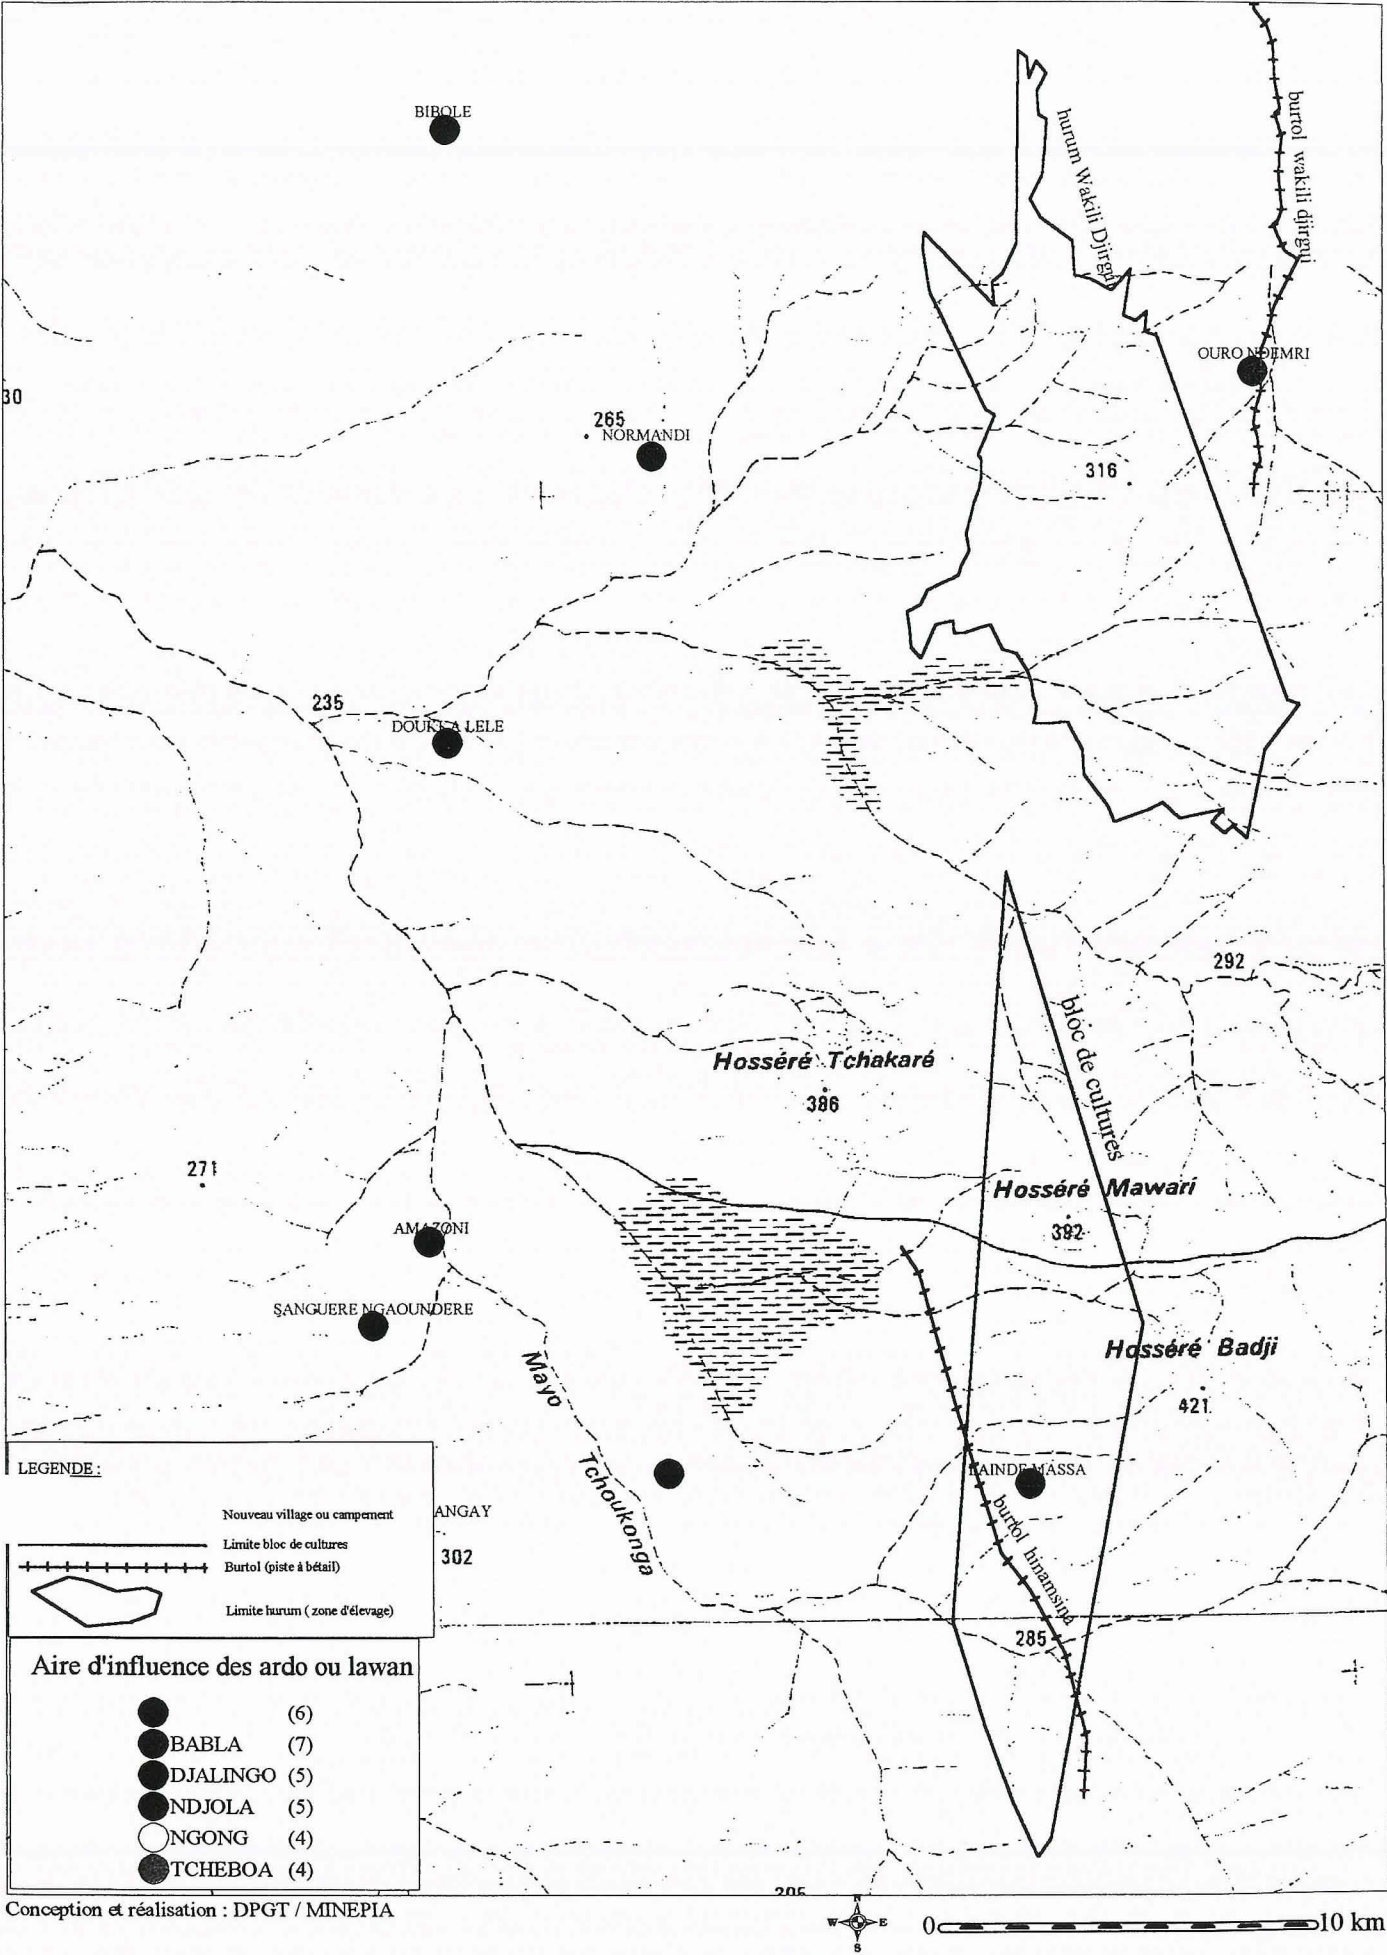 BIBOLE
hurum Wakili Djirgui
burtol wakili djirgui
OURO NDEMRI
30
265
NORMANDI
316
235
DOUKLA LELE
292
bloc de cultures
Hosséré Tchakaré
386
271
Hosséré Mawari
392
AMAZONI
SANGUERE NGAOUNDERE
Mayo Tchoukonga
Hosséré Badji
421
LAINDE MASSA
burtol hinamsina
285
LEGENDE :
Nouveau village ou campement
ANGAY
Limite bloc de cultures
302
Burtol (piste à bétail)
Limite hurum ( zone d'élevage)
Aire d'influence des ardo ou lawan
(6)
BABLA (7)
DJALINGO (5)
NDJOLA (5)
NGONG (4)
TCHEBOA (4)
Conception et réalisation : DPGT / MINEPIA
N
W E
S
0 10 km